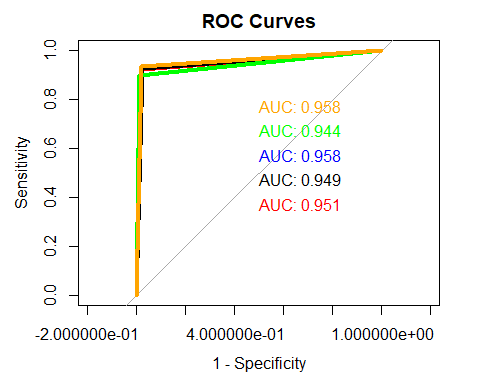 ROC Curves
1.0
0.8
0.6
0.4
0.2
0.0
Sensitivity
AUC: 0.958
AUC: 0.944
AUC: 0.958
AUC: 0.949
AUC: 0.951
-2.000000e-01 4.000000e-01 1.000000e+00
1 - Specificity